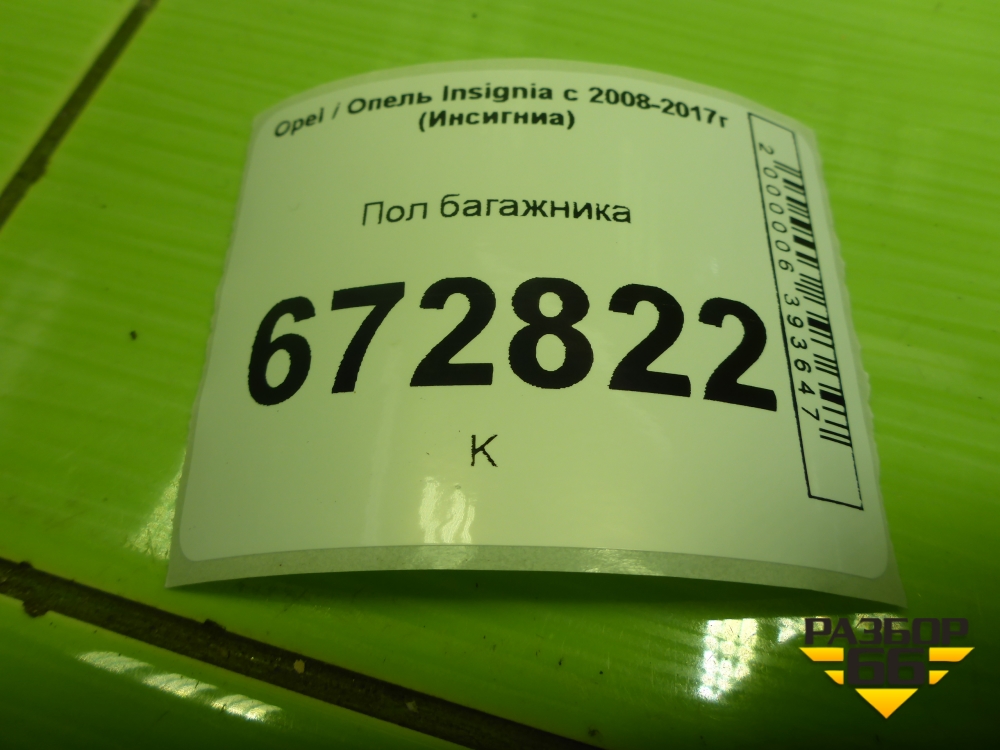 Opel / Опель Insignia с 2008-2017г
(Инсигниа)
Пол багажника
672822
К
2000006393647
РАЗБОР
66